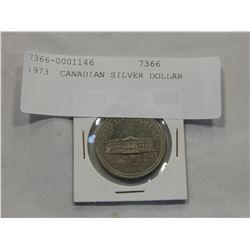 7366-0001146 7366
1973 CANADIAN SILVER DOLLAR